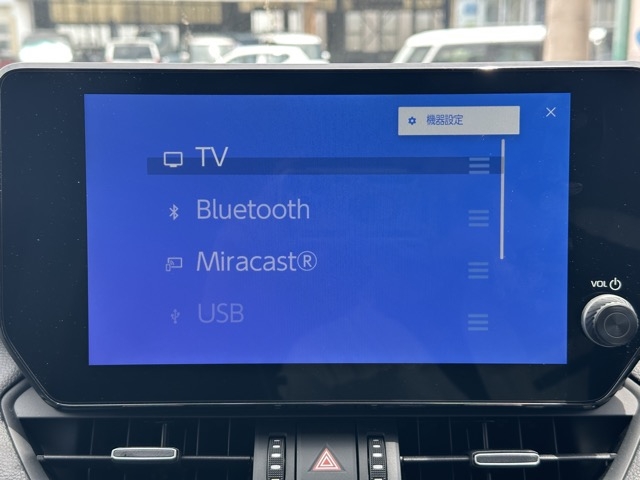 機器設定
TV
Bluetooth
Miracast®
USB
VOL